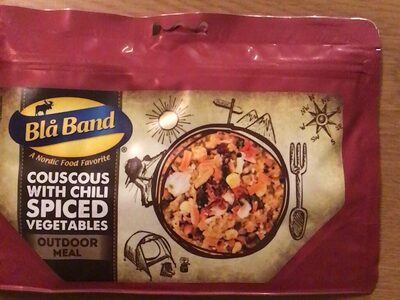 Blå Band
A Nordic Food Favorite
COUSCOUS
WITH CHILI
SPICED
VEGETABLES
OUTDOOR
MEAL